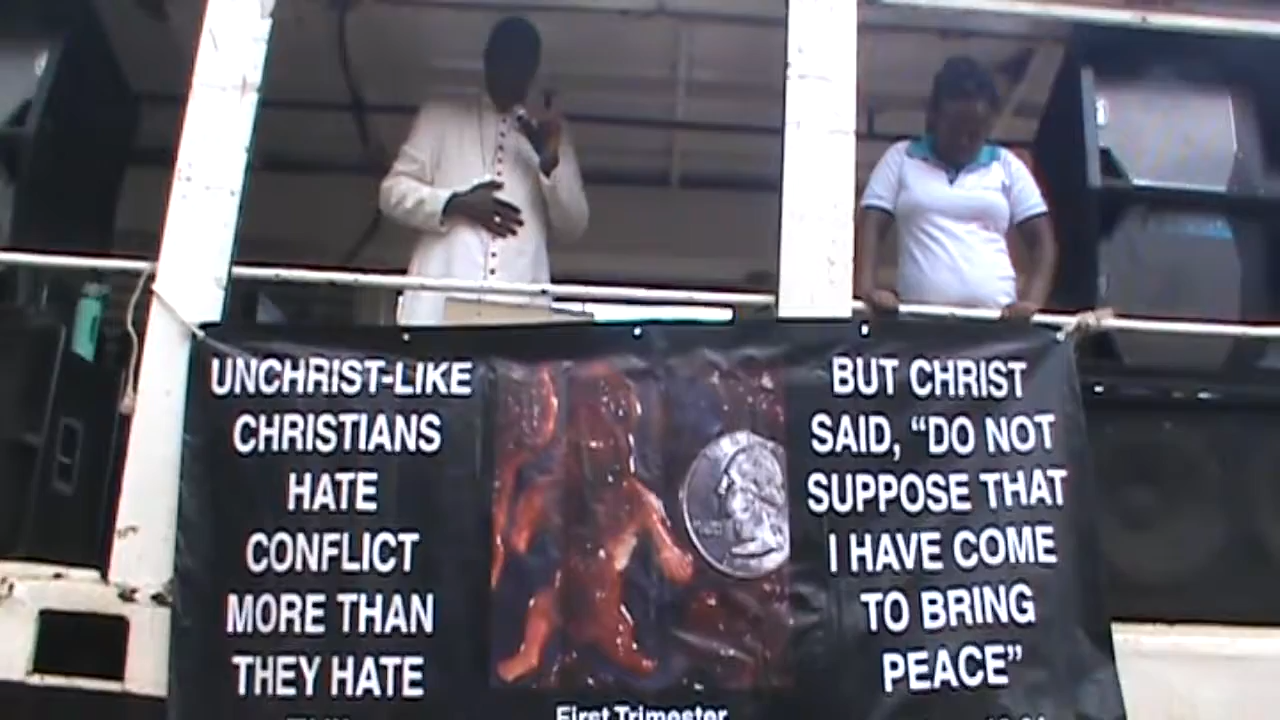 UNCHRIST-LIKE
CHRISTIANS
HATE
CONFLICT
MORE THAN
THEY HATE
First Trimester
BUT CHRIST
SAID, “DO NOT
SUPPOSE THAT
I HAVE COME
TO BRING
PEACE”